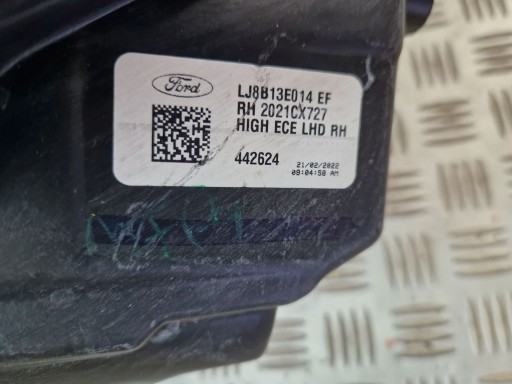 Ford
LJ8B13E014 EF
RH 2021CX727
HIGH ECE LHD RH
442624
21/02/2022
09:04:58 AM